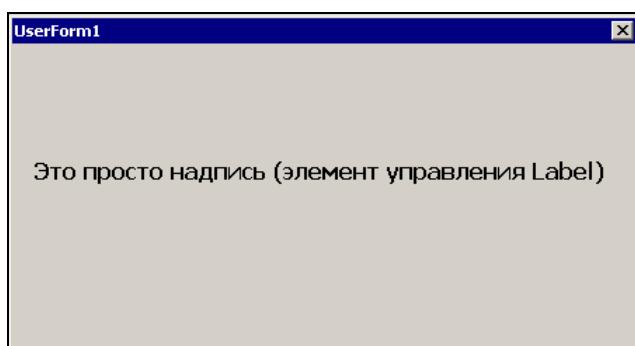 UserForm1
Это просто надпись (элемент управления Label)